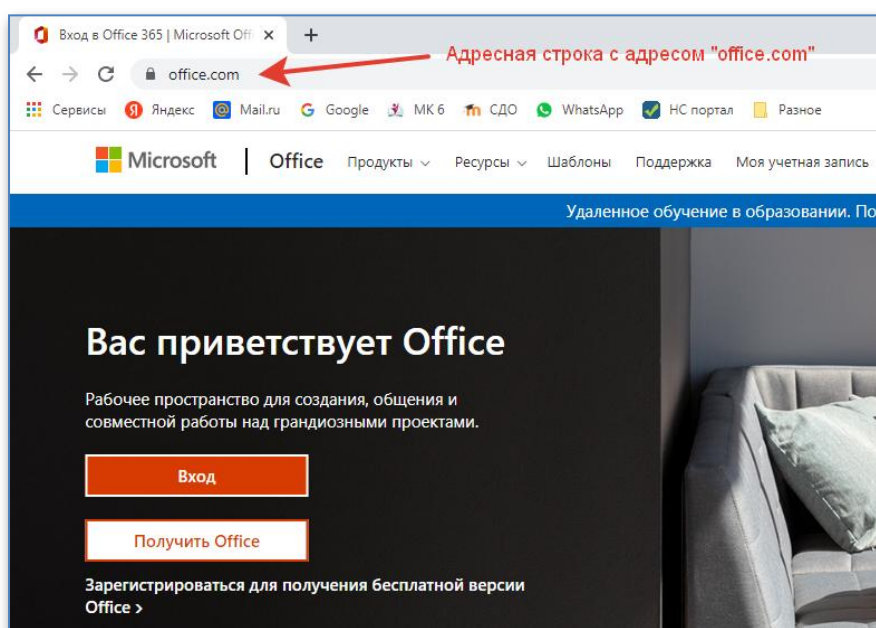 Вход в Office 365 | Microsoft Off
Адресная строка с адресом "office.com"
office.com
Сервисы Яндекс Mail.ru Google МК 6 СДО WhatsApp НС портал Разное
Microsoft | Office Продукты Ресурсы Шаблоны Поддержка Моя учетная запись
Удаленное обучение в образовании. По
Вас приветствует Office
Рабочее пространство для создания, общения и
совместной работы над грандиозными проектами.
Вход
Получить Office
Зарегистрироваться для получения бесплатной версии
Office >